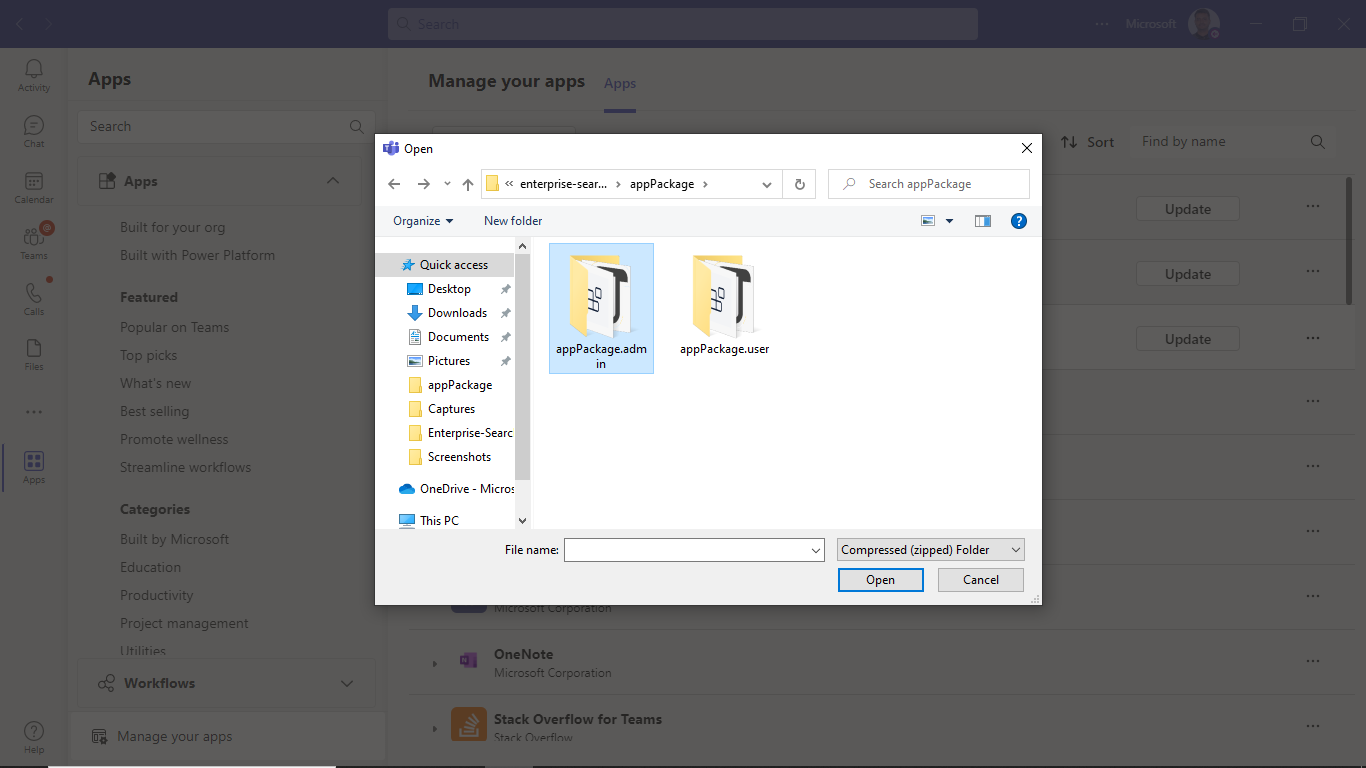 Search
Microsoft
Activity
Chat
Calendar
Teams
Calls
Files
Apps
Help
Apps
Search
Apps
Built for your org
Built with Power Platform
Featured
Popular on Teams
Top picks
What's new
Best selling
Promote wellness
Streamline workflows
Categories
Built by Microsoft
Education
Productivity
Project management
Utilities
Workflows
Manage your apps
Manage your apps
Apps
Sort
Find by name
Update
Update
Update
Microsoft Corporation
OneNote
Microsoft Corporation
Stack Overflow for Teams
Stack Overflow
Open
« enterprise-sear... › appPackage ›
Search appPackage
Organize
New folder
Quick access
Desktop
Downloads
Documents
Pictures
appPackage
Captures
Enterprise-Searc
Screenshots
OneDrive - Micros
This PC
appPackage.adm
in
appPackage.user
File name:
Compressed (zipped) Folder
Open
Cancel